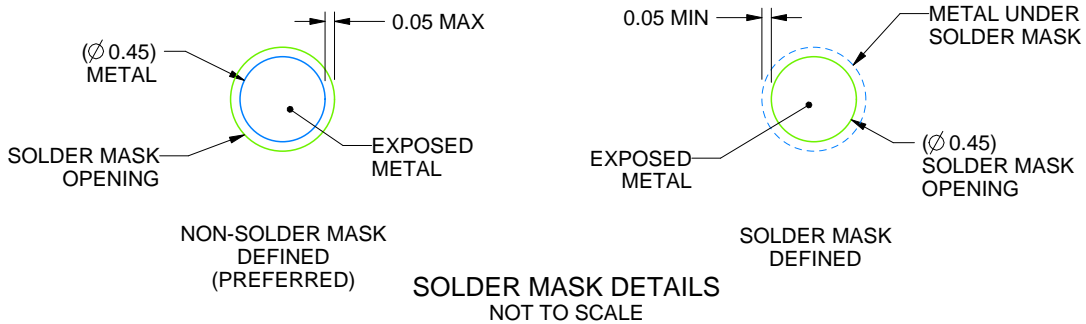 0.05 MAX
(Ø 0.45)
METAL
SOLDER MASK
OPENING
EXPOSED
METAL
NON-SOLDER MASK
DEFINED
(PREFERRED)
0.05 MIN
METAL UNDER
SOLDER MASK
EXPOSED
METAL
(Ø 0.45)
SOLDER MASK
OPENING
SOLDER MASK
DEFINED
SOLDER MASK DETAILS
NOT TO SCALE